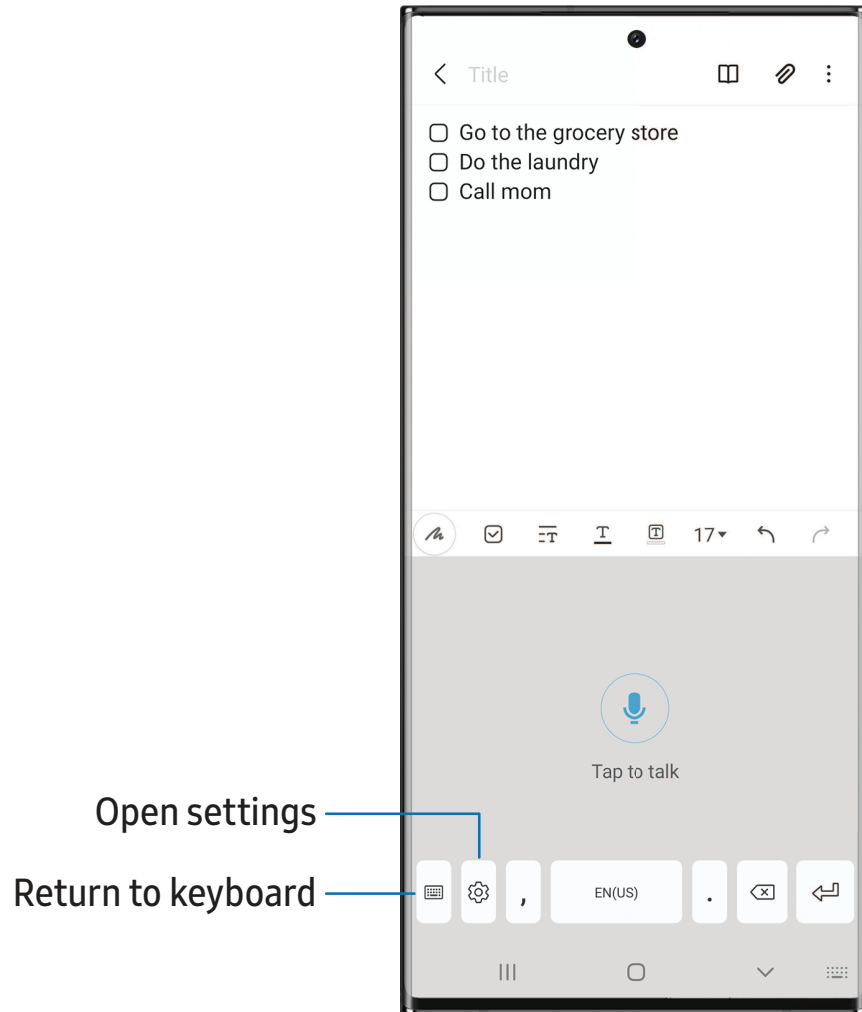 Title
Go to the grocery store
Do the laundry
Call mom
17
Tap to talk
Open settings
Return to keyboard
,
EN(US)
.